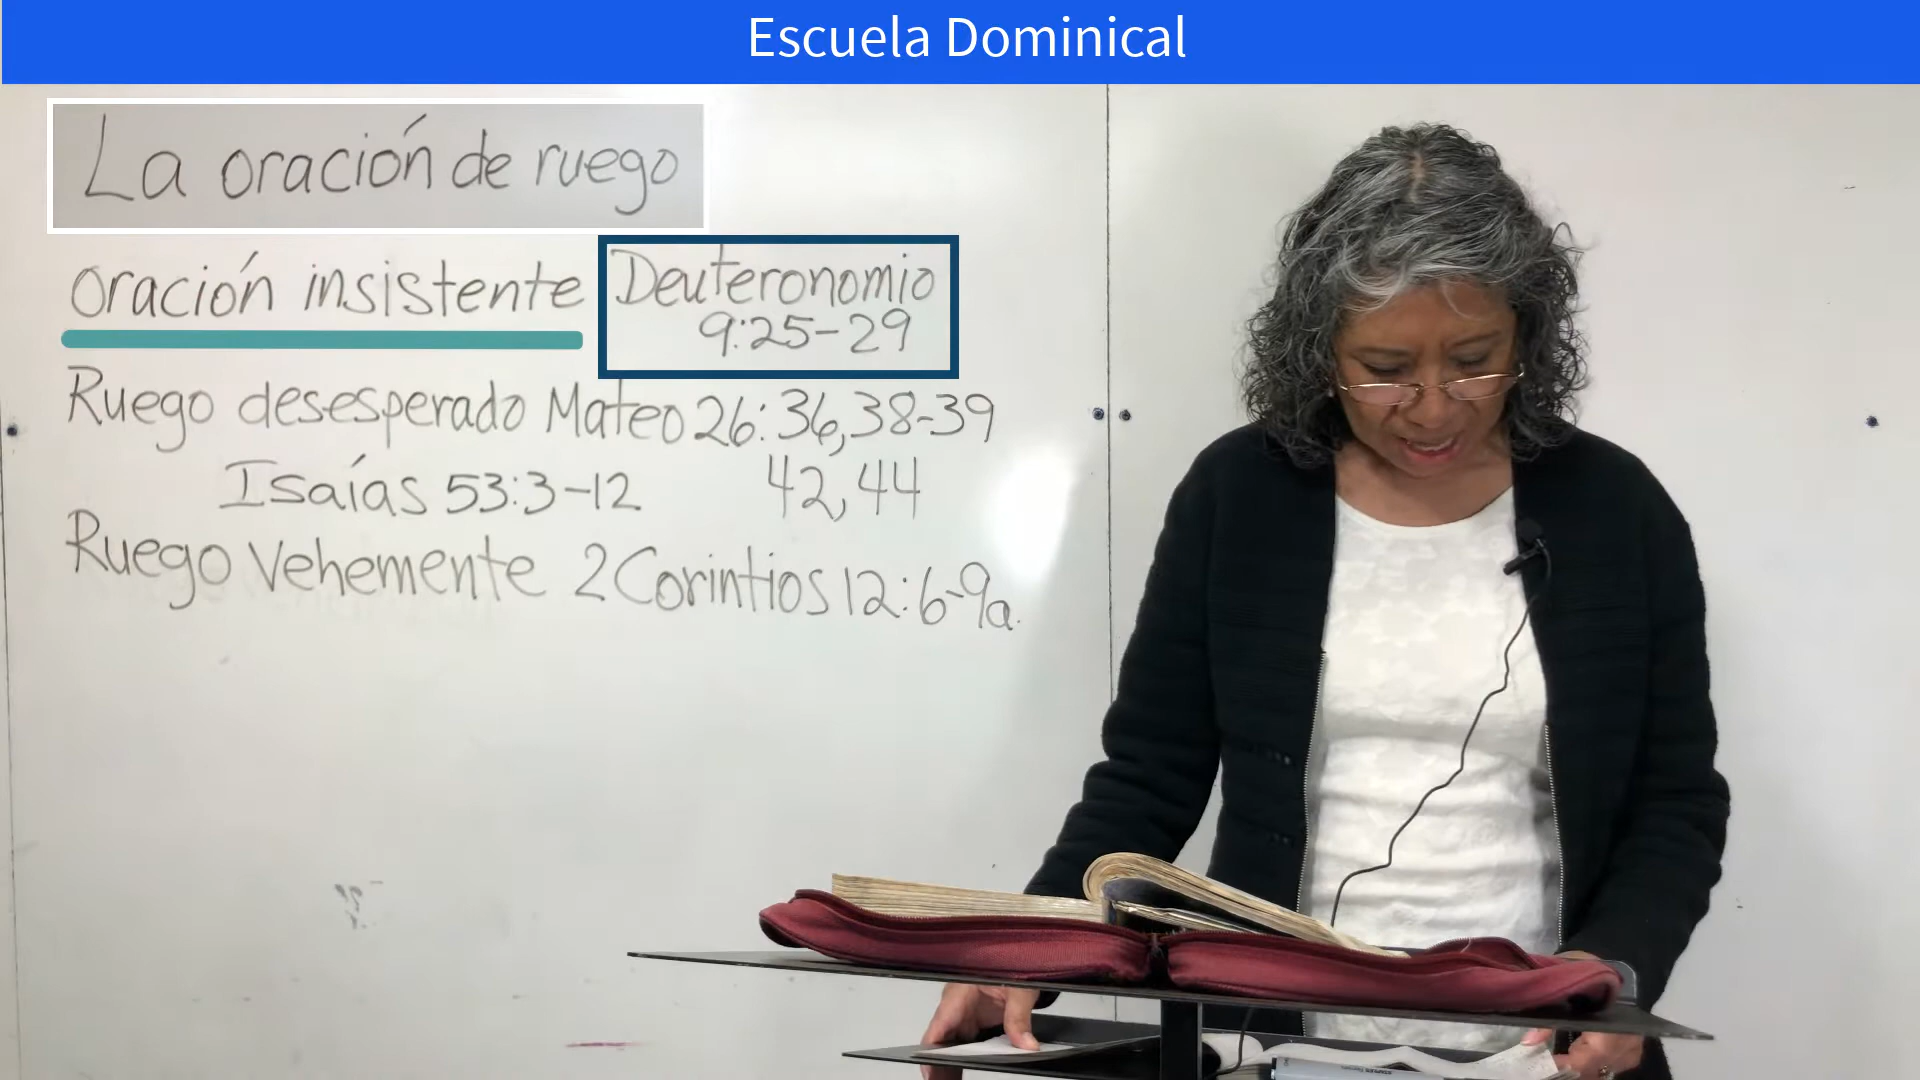 Escuela Dominical
La oración de ruego
oración insistente Deuteronomio
9:25-29
Ruego desesperado Mateo 26:36,38-39
Isaías 53:3-12 42,44
Ruego Vehemente 2 Corintios 12:6-9a.